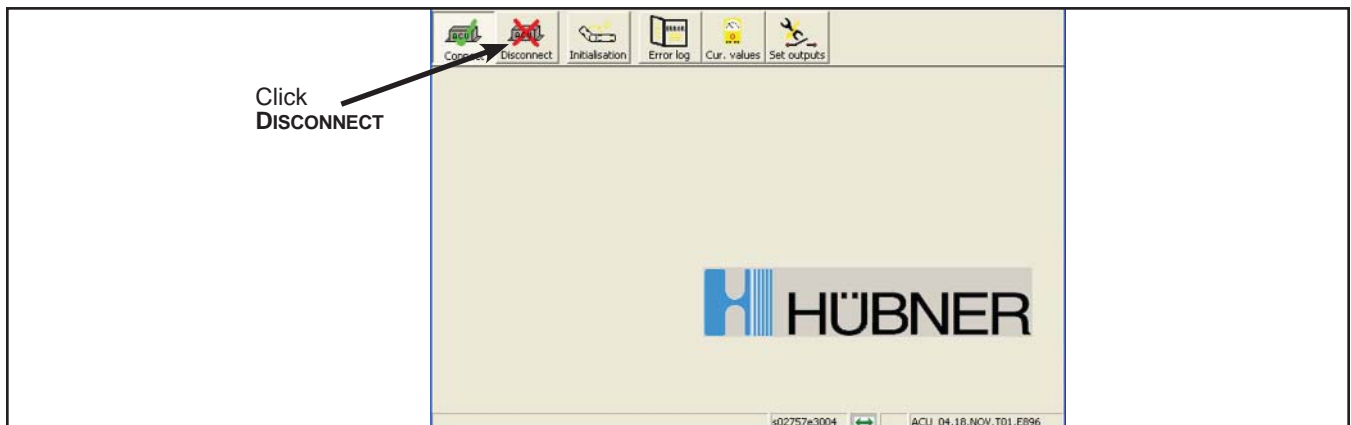 Connect
Disconnect
Initialisation
Error log
Cur. values
Set outputs
Click
DISCONNECT
HÜBNER
s02757e3004
ACU_04.18.NOV.T01.E896